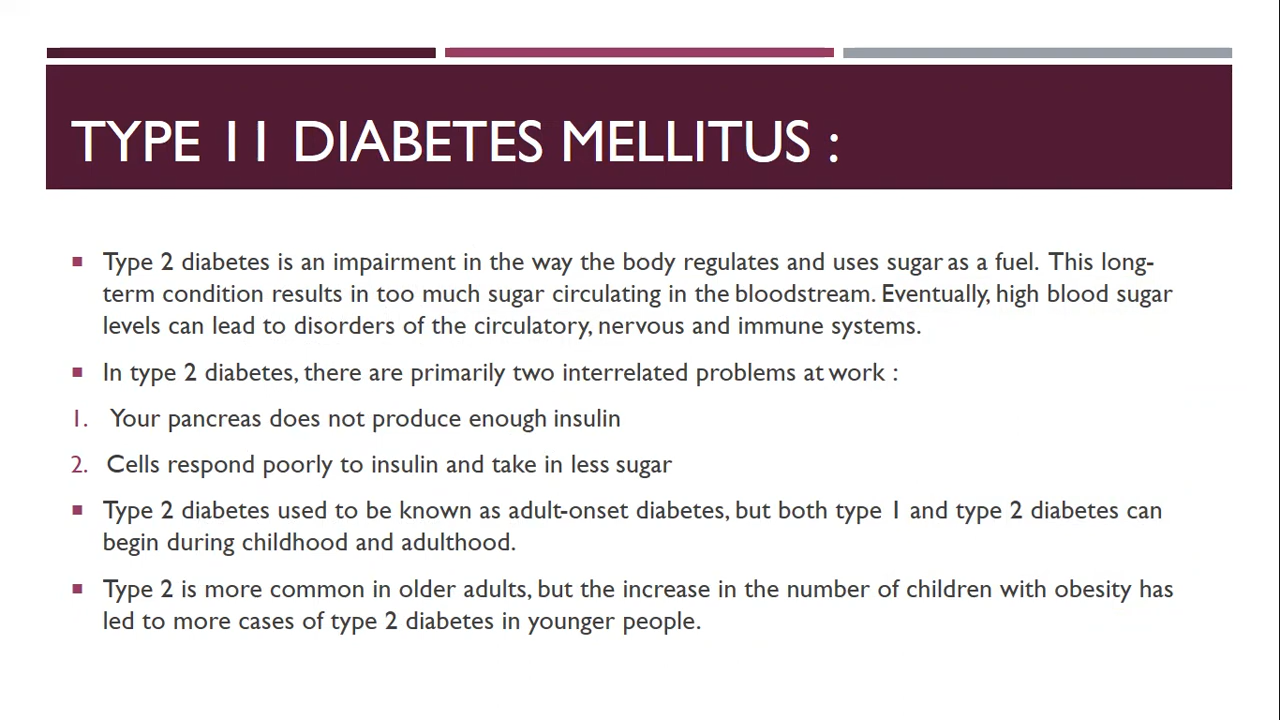 TYPE 11 DIABETES MELLITUS :
▪ Type 2 diabetes is an impairment in the way the body regulates and uses sugar as a fuel. This long-
term condition results in too much sugar circulating in the bloodstream. Eventually, high blood sugar
levels can lead to disorders of the circulatory, nervous and immune systems.
▪ In type 2 diabetes, there are primarily two interrelated problems at work :
1. Your pancreas does not produce enough insulin
2. Cells respond poorly to insulin and take in less sugar
▪ Type 2 diabetes used to be known as adult-onset diabetes, but both type 1 and type 2 diabetes can
begin during childhood and adulthood.
▪ Type 2 is more common in older adults, but the increase in the number of children with obesity has
led to more cases of type 2 diabetes in younger people.